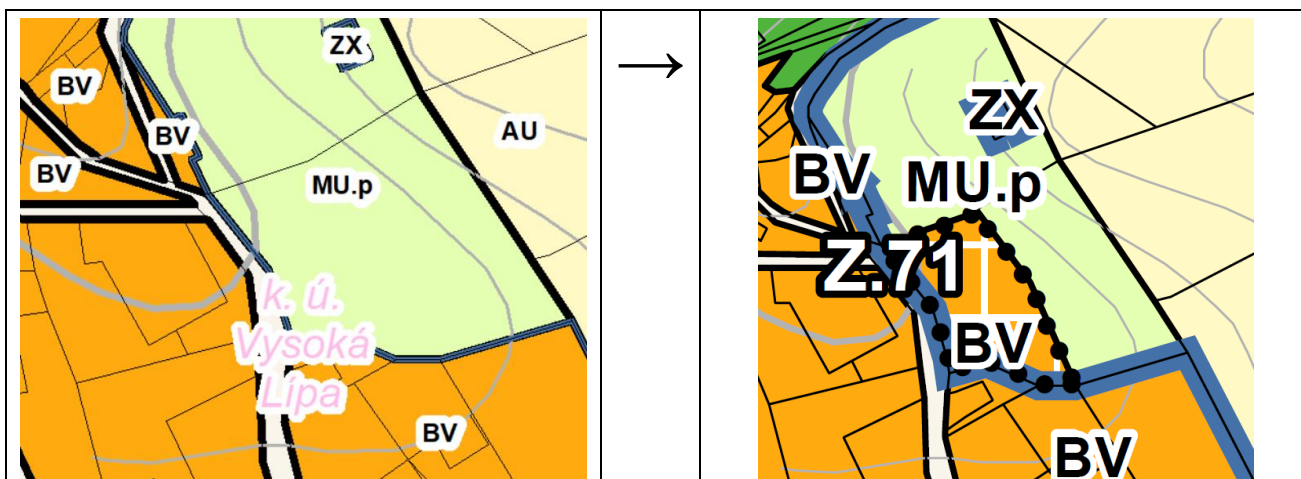 ZX
BV
BV
AU
BV
MU.p
k. ú.
Vysoká
Lípa
BV
→
ZX
BV
MU.p
Z.71
BV
BV